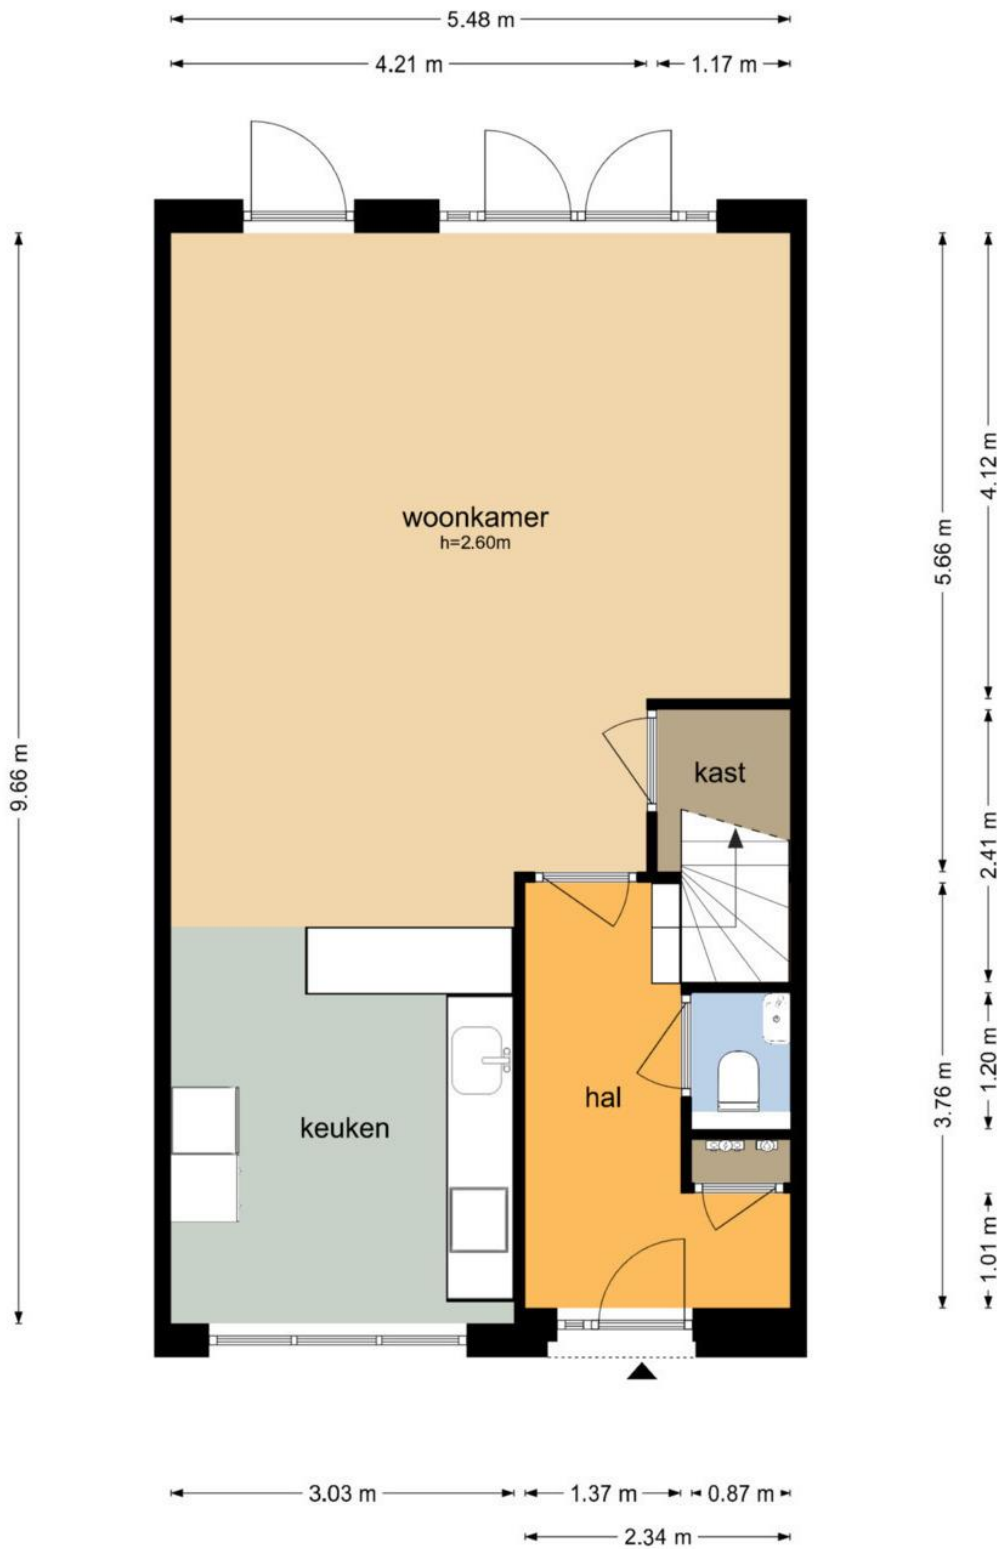 5.48 m
4.21 m
1.17 m
woonkamer
h=2.60m
9.66 m
5.66 m
4.12 m
kast
2.41 m
keuken
hal
3.76 m
1.20 m
1.01 m
3.03 m
1.37 m
0.87 m
2.34 m